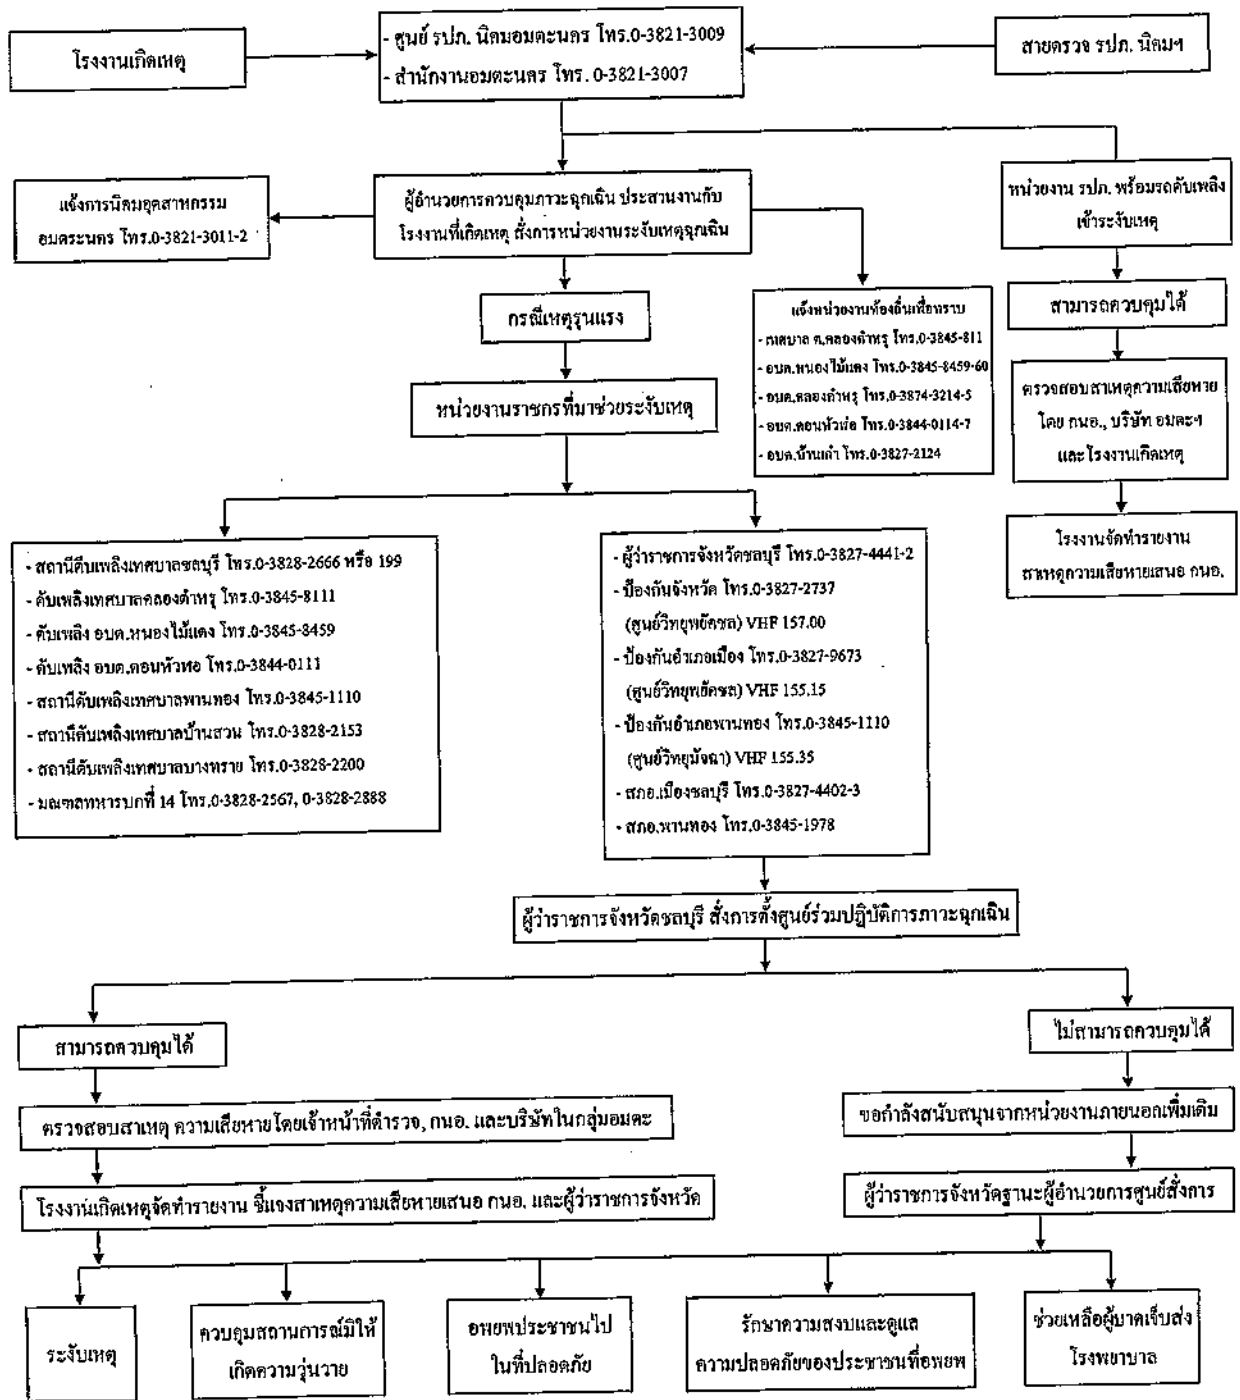 โรงงานเกิดเหตุ
- ศูนย์ รปภ. นิคมอมตะนคร โทร.0-3821-3009
- สำนักงานอมตะนคร โทร. 0-3821-3007
สายตรวจ รปภ. นิคมฯ
แจ้งการนิคมอุตสาหกรรม
อมตะนคร โทร.0-3821-3011-2
ผู้อำนวยการควบคุมภาวะฉุกเฉิน ประสานงานกับ
โรงงานที่เกิดเหตุ สั่งการหน่วยงานระงับเหตุฉุกเฉิน
หน่วยงาน รปภ. พร้อมรถดับเพลิง
เข้าระงับเหตุ
กรณีเหตุรุนแรง
แจ้งหน่วยงานท้องถิ่นเพื่อทราบ
- เทศบาล ต.คลองตำหรุ โทร.0-3845-811
- อบต.หนองไม้แดง โทร.0-3845-8459-60
- อบต.คลองตำหรุ โทร.0-3874-3214-5
- อบต.ดอนหัวฬ่อ โทร.0-3844-0114-7
- อบต.บ้านเก่า โทร.0-3827-2124
สามารถควบคุมได้
หน่วยงานราชการที่มาช่วยระงับเหตุ
ตรวจสอบสาเหตุความเสียหาย
โดย กนอ., บริษัท อมตะฯ
และโรงงานเกิดเหตุ
โรงงานจัดทำรายงาน
สาเหตุความเสียหายเสนอ กนอ.
- สถานีดับเพลิงเทศบาลชลบุรี โทร.0-3828-2666 หรือ 199
- ดับเพลิงเทศบาลคลองตำหรุ โทร.0-3845-8111
- ดับเพลิง อบต.หนองไม้แดง โทร.0-3845-8459
- ดับเพลิง อบต.ดอนหัวฬอ โทร.0-3844-0111
- สถานีดับเพลิงเทศบาลพานทอง โทร.0-3845-1110
- สถานีดับเพลิงเทศบาลบ้านสวน โทร.0-3828-2153
- สถานีดับเพลิงเทศบาลบางทราย โทร.0-3828-2200
- มณฑลทหารบกที่ 14 โทร.0-3828-2567, 0-3828-2888
- ผู้ว่าราชการจังหวัดชลบุรี โทร.0-3827-4441-2
- ป้องกันจังหวัด โทร.0-3827-2737
(ศูนย์วิทยุพยัคชล) VHF 157.00
- ป้องกันอำเภอเมือง โทร.0-3827-9673
(ศูนย์วิทยุพยัคชล) VHF 155.15
- ป้องกันอำเภอพานทอง โทร.0-3845-1110
(ศูนย์วิทยุมัจฉา) VHF 155.35
- สภอ.เมืองชลบุรี โทร.0-3827-4402-3
- สภอ.พานทอง โทร.0-3845-1978
ผู้ว่าราชการจังหวัดชลบุรี สั่งการตั้งศูนย์ร่วมปฏิบัติการภาวะฉุกเฉิน
สามารถควบคุมได้
ไม่สามารถควบคุมได้
ตรวจสอบสาเหตุ ความเสียหายโดยเจ้าหน้าที่ตำรวจ, กนอ. และบริษัทในกลุ่มอมตะ
ขอกำลังสนับสนุนจากหน่วยงานภายนอกเพิ่มเติม
โรงงานเกิดเหตุจัดทำรายงาน ชี้แจงสาเหตุความเสียหายเสนอ กนอ. และผู้ว่าราชการจังหวัด
ผู้ว่าราชการจังหวัดฐานะผู้อำนวยการศูนย์สั่งการ
ระงับเหตุ
ควบคุมสถานการณ์มิให้
เกิดความวุ่นวาย
อพยพประชาชนไป
ในที่ปลอดภัย
รักษาความสงบและดูแล
ความปลอดภัยของประชาชนที่อพยพ
ช่วยเหลือผู้บาดเจ็บส่ง
โรงพยาบาล